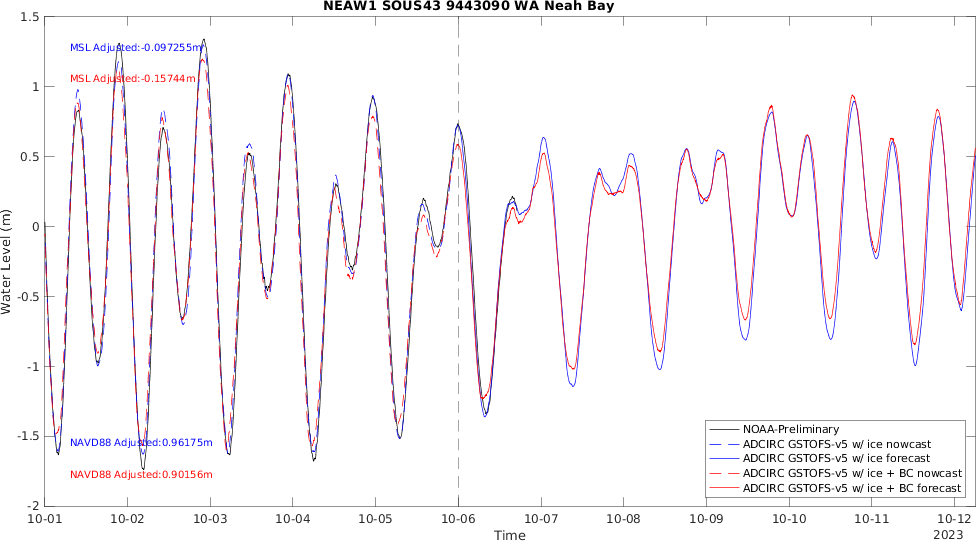 NEAW1 SOUS43 9443090 WA Neah Bay
1.5
1
0.5
0
-0.5
-1
-1.5
-2
Water Level (m)
MSL Adjusted:-0.097255m
MSL Adjusted:-0.15744m
NAVD88 Adjusted:0.96175m
NAVD88 Adjusted:0.90156m
NOAA-Preliminary
ADCIRC GSTOFS-v5 w/ ice nowcast
ADCIRC GSTOFS-v5 w/ ice forecast
ADCIRC GSTOFS-v5 w/ ice + BC nowcast
ADCIRC GSTOFS-v5 w/ ice + BC forecast
10-01 10-02 10-03 10-04 10-05 10-06 10-07 10-08 10-09 10-10 10-11 10-12
Time
2023